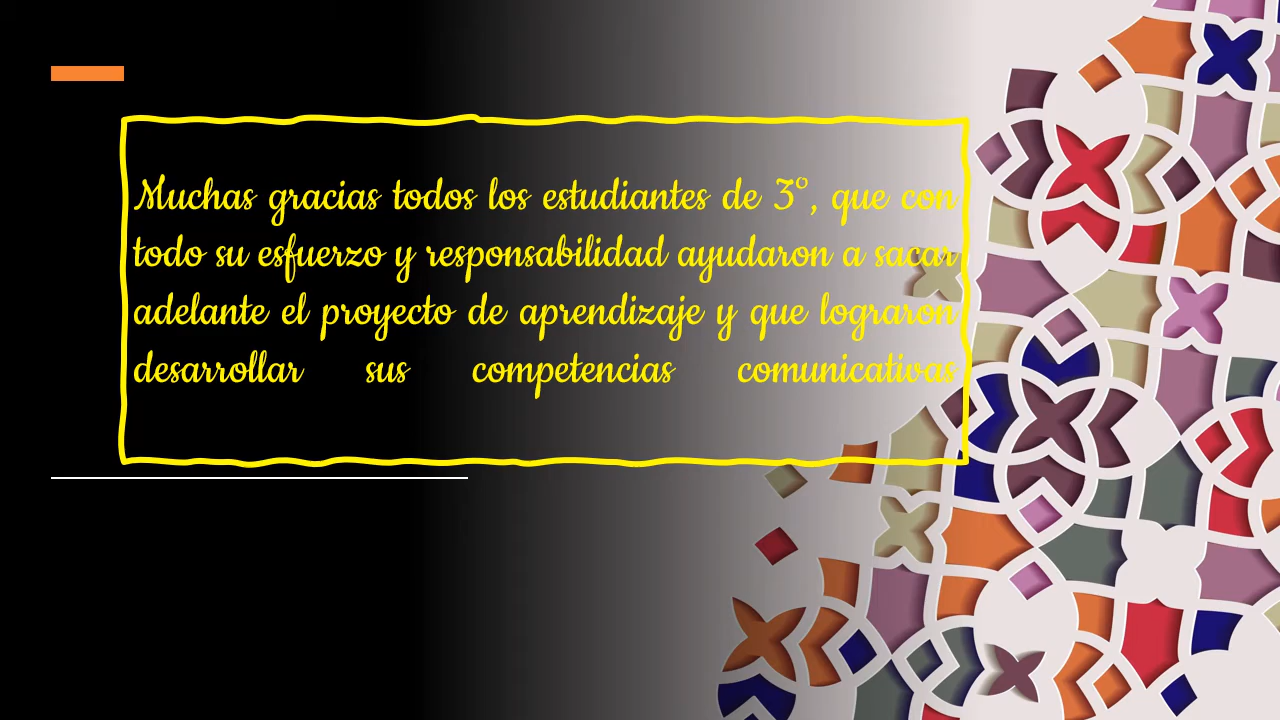 Muchas gracias todos los estudiantes de 3°, que con
todo su esfuerzo y responsabilidad ayudaron a sacar
adelante el proyecto de aprendizaje y que lograron
desarrollar sus competencias comunicativas